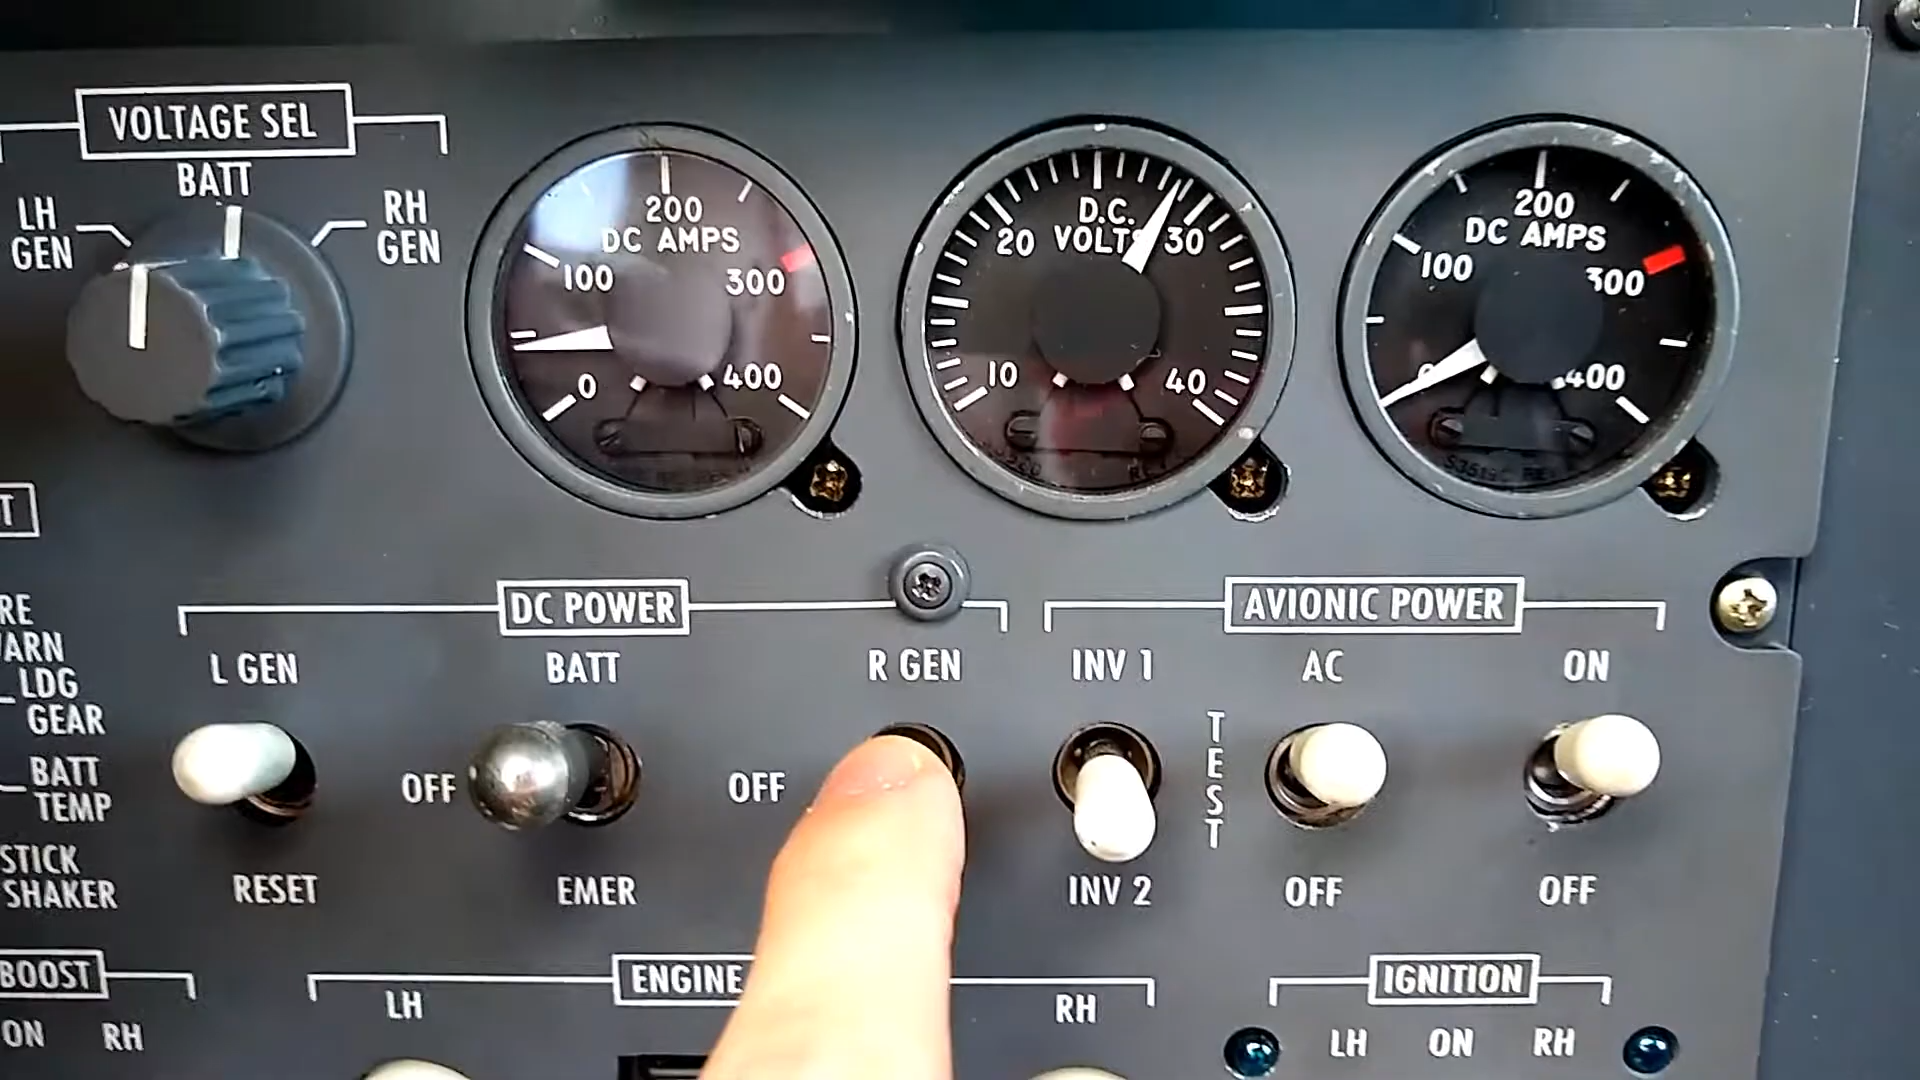 VOLTAGE SEL
BATT
LH
GEN
RH
GEN
200
DC AMPS
100
300
0
400
D.C.
VOLTS
20
30
10
40
200
DC AMPS
100
300
0
400
T
RE
WARN
LDG
GEAR
BATT
TEMP
STICK
SHAKER
DC POWER
L GEN
BATT
R GEN
OFF
OFF
RESET
EMER
AVIONIC POWER
INV 1
AC
ON
TEST
INV 2
OFF
OFF
BOOST
ON
RH
ENGINE
LH
RH
IGNITION
LH
ON
RH